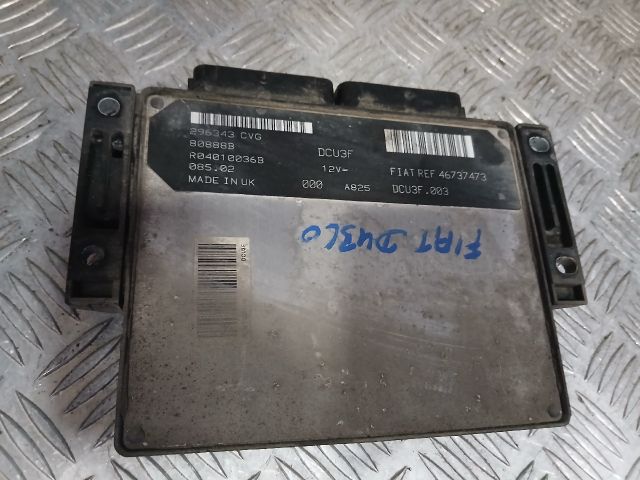 296343 CVG
80888B
R04010036B
085.02
MADE IN UK
DCU3F
12V-
000 A825
FIAT REF 46737473
DCU3F.003
FIAT DUBLO